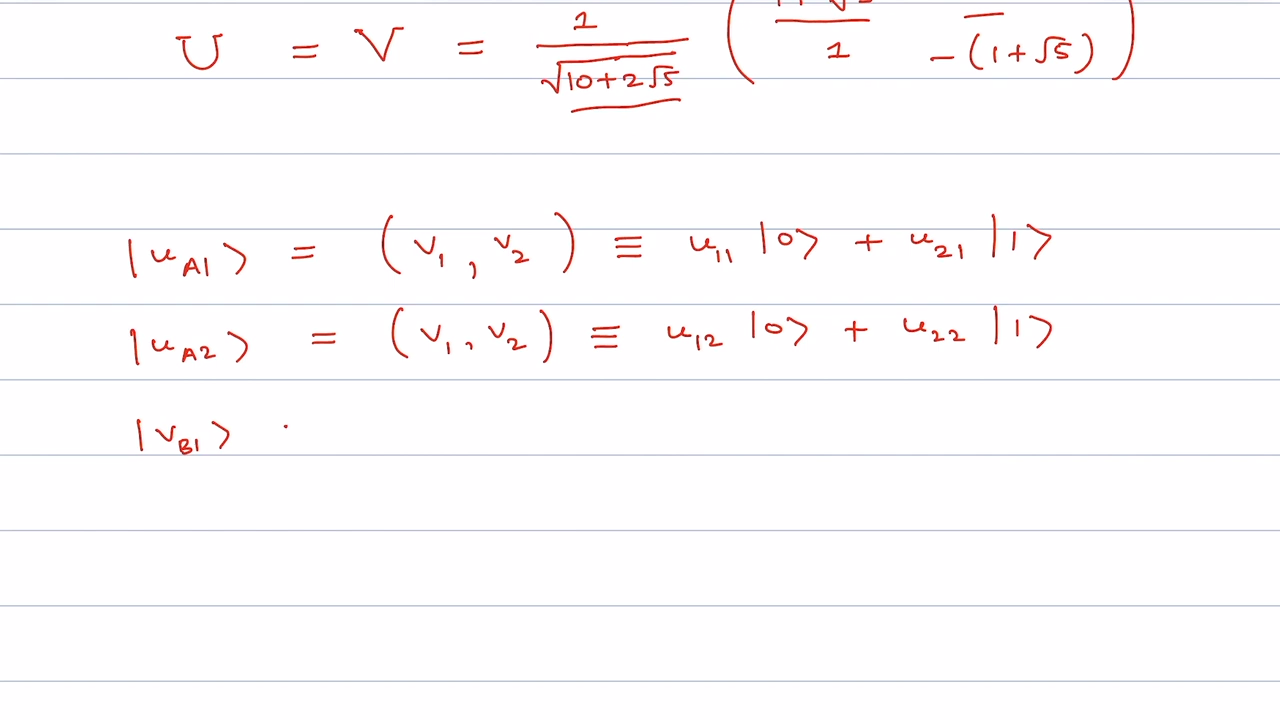 U = V = 1/√(10+2√5) ( 1 -(1+√5) )
|u_A1⟩ = (v_1, v_2) ≡ u_11 |0⟩ + u_21 |1⟩
|u_A2⟩ = (v_1, v_2) ≡ u_12 |0⟩ + u_22 |1⟩
|v_B1⟩